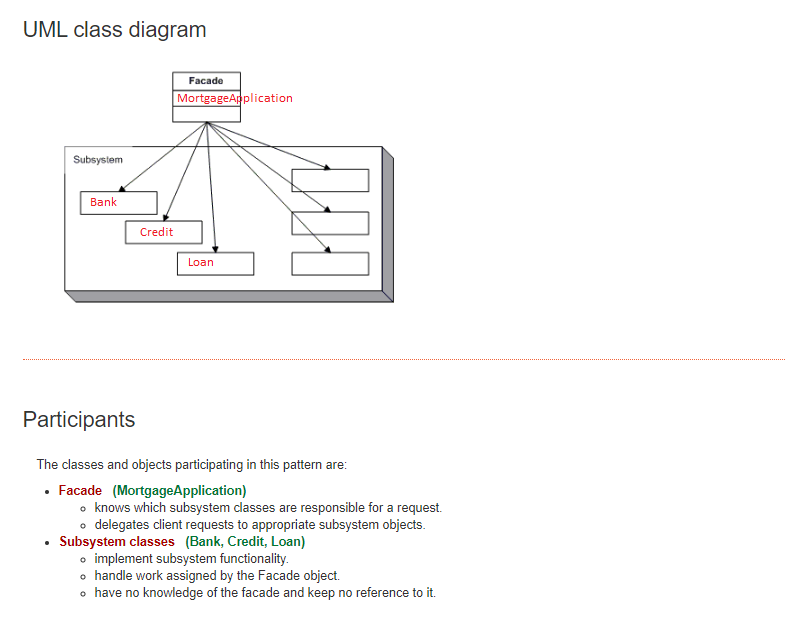 UML class diagram
Facade
MortgageApplication
Subsystem
Bank
Credit
Loan
Participants
The classes and objects participating in this pattern are:
Facade (MortgageApplication)
knows which subsystem classes are responsible for a request.
delegates client requests to appropriate subsystem objects.
Subsystem classes (Bank, Credit, Loan)
implement subsystem functionality.
handle work assigned by the Facade object.
have no knowledge of the facade and keep no reference to it.